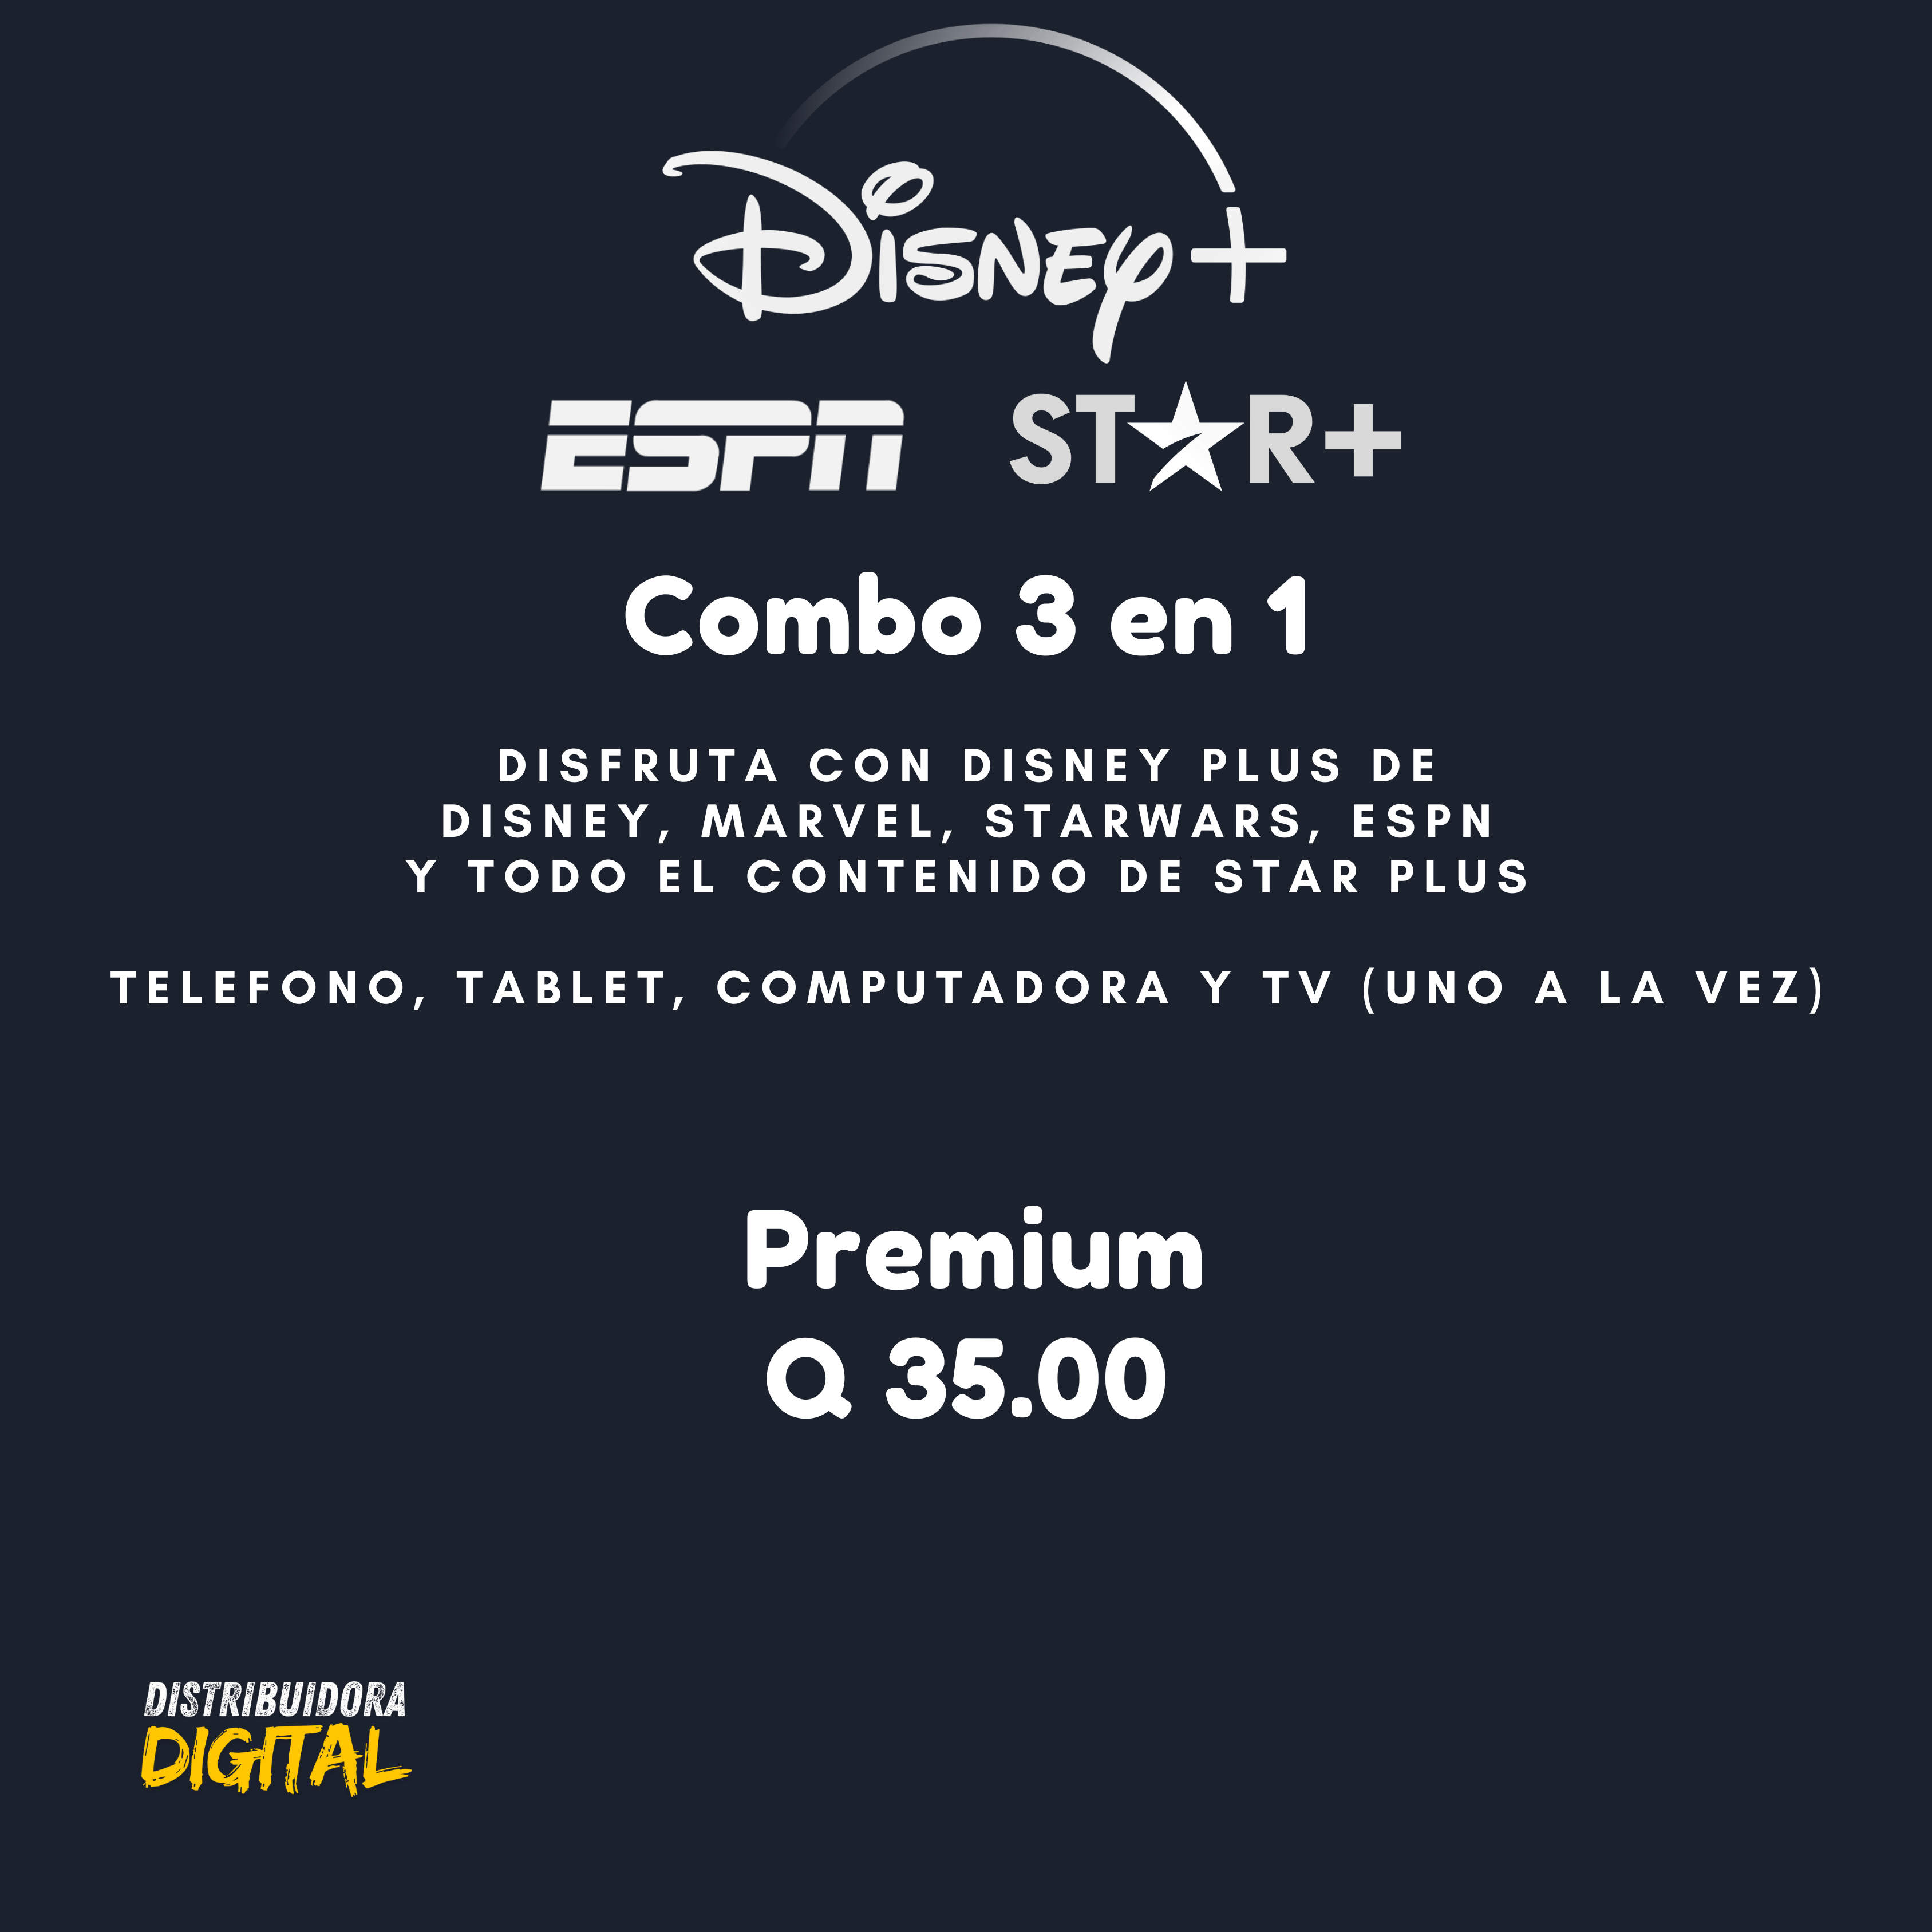 Disney+
ESPN STAR+
Combo 3 en 1
DISFRUTA CON DISNEY PLUS DE
DISNEY, MARVEL, STARWARS, ESPN
Y TODO EL CONTENIDO DE STAR PLUS
TELEFONO, TABLET, COMPUTADORA Y TV (UNO A LA VEZ)
Premium
Q 35.00
DISTRIBUIDORA
DIGITAL